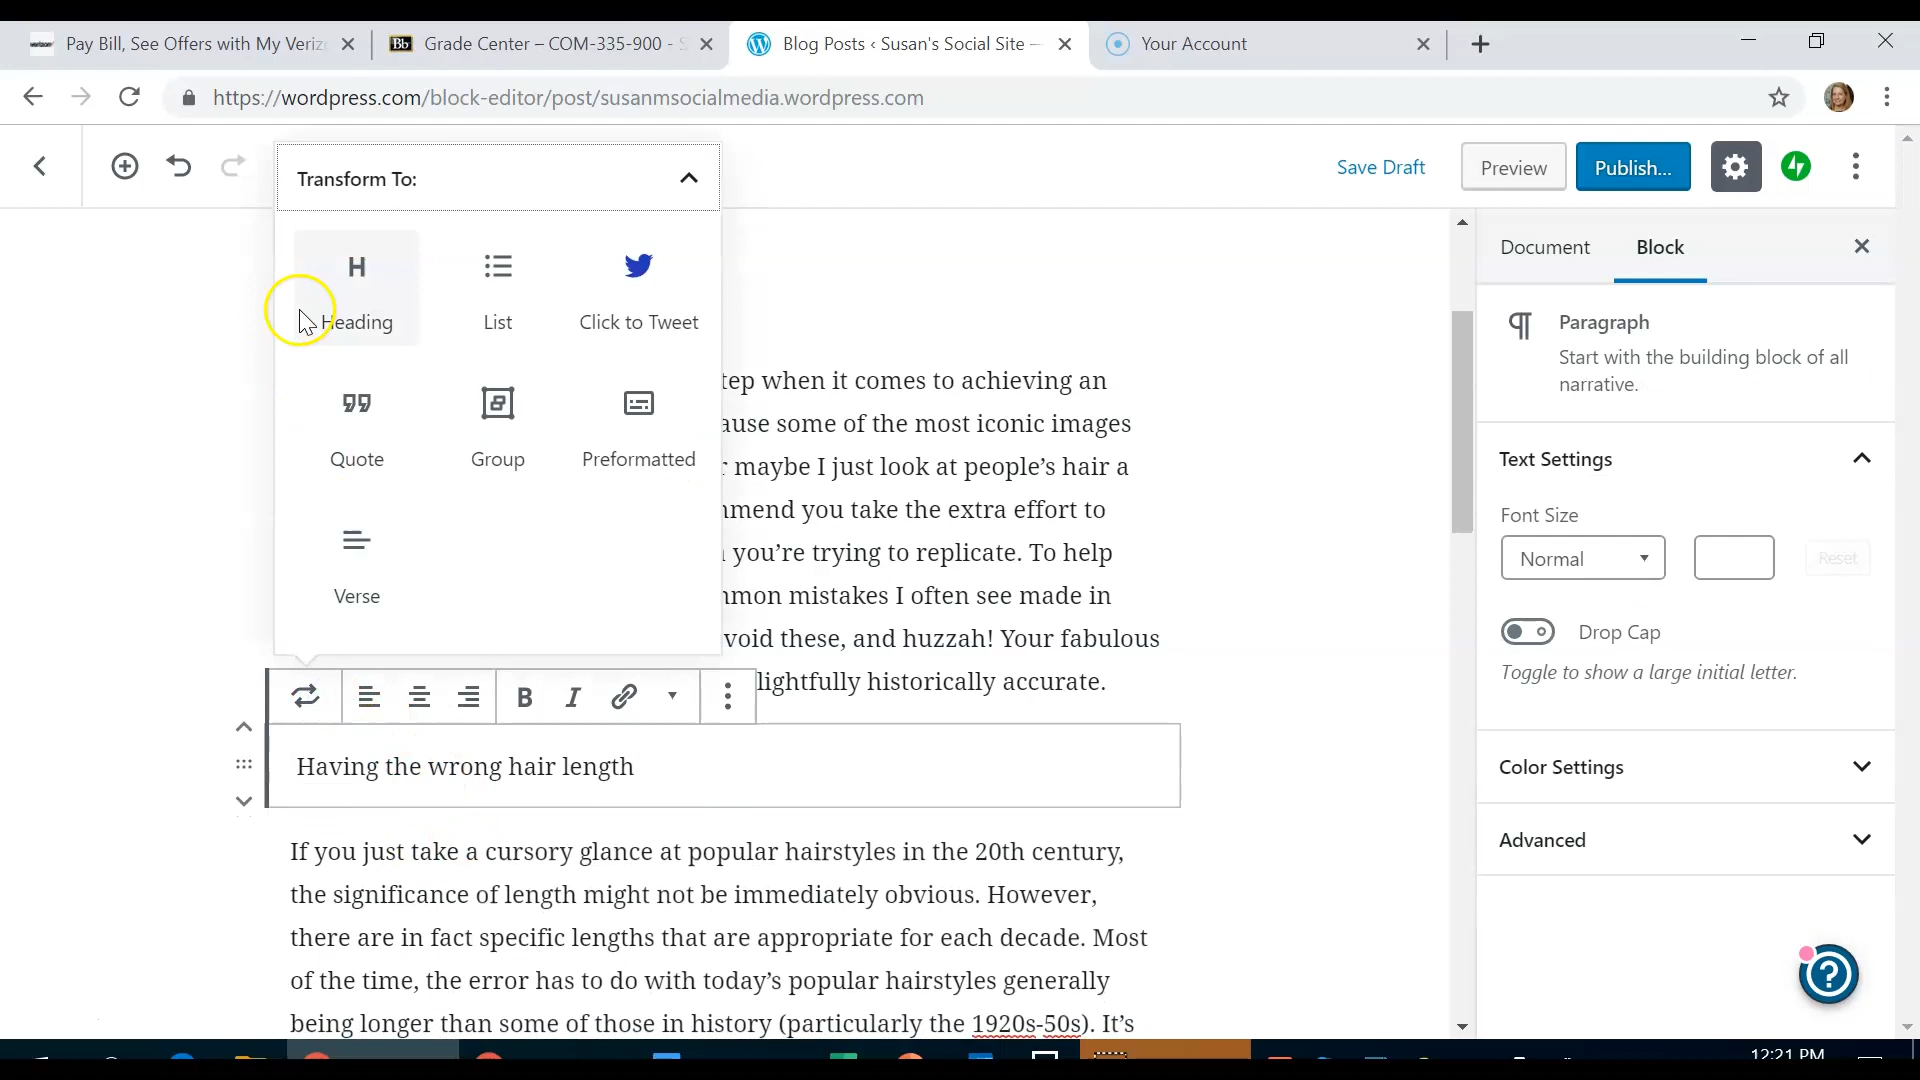 Pay Bill, See Offers with My Veriz
Grade Center – COM-335-900 - S
Blog Posts ‹ Susan's Social Site —
Your Account
https://wordpress.com/block-editor/post/susanmsocialmedia.wordpress.com
Transform To:
Save Draft
Preview
Publish...
Heading
List
Click to Tweet
Quote
Group
Preformatted
Verse
tep when it comes to achieving an
ause some of the most iconic images
maybe I just look at people's hair a
mend you take the extra effort to
you're trying to replicate. To help
mon mistakes I often see made in
void these, and huzzah! Your fabulous
lightfully historically accurate.
B I
Having the wrong hair length
If you just take a cursory glance at popular hairstyles in the 20th century,
the significance of length might not be immediately obvious. However,
there are in fact specific lengths that are appropriate for each decade. Most
of the time, the error has to do with today's popular hairstyles generally
being longer than some of those in history (particularly the 1920s-50s). It's
Document
Block
Paragraph
Start with the building block of all
narrative.
Text Settings
Font Size
Normal
Reset
Drop Cap
Toggle to show a large initial letter.
Color Settings
Advanced
12:21 PM